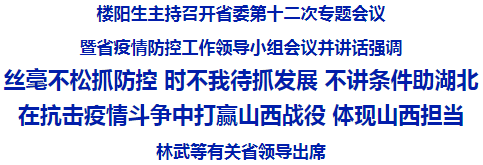 楼阳生主持召开省委第十二次专题会议
暨省疫情防控工作领导小组会议并讲话强调
丝毫不松抓防控 时不我待抓发展 不讲条件助湖北
在抗击疫情斗争中打赢山西战役 体现山西担当
林武等有关省领导出席